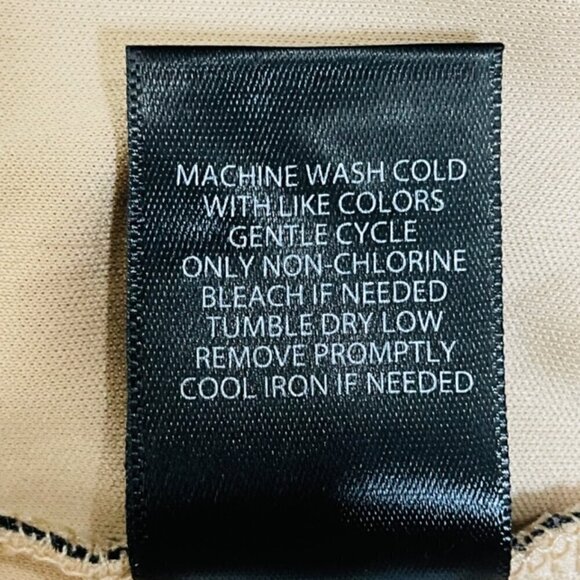 MACHINE WASH COLD
WITH LIKE COLORS
GENTLE CYCLE
ONLY NON-CHLORINE
BLEACH IF NEEDED
TUMBLE DRY LOW
REMOVE PROMPTLY
COOL IRON IF NEEDED